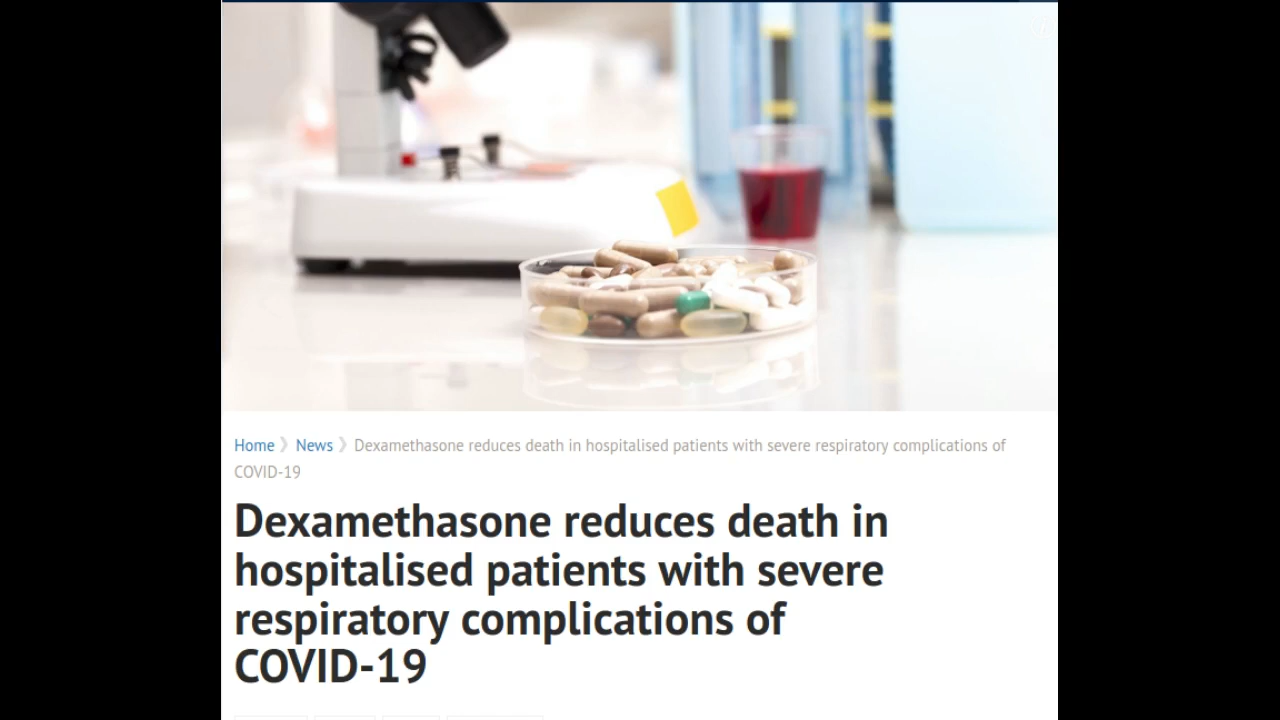 Home 》 News 》 Dexamethasone reduces death in hospitalised patients with severe respiratory complications of
COVID-19
Dexamethasone reduces death in
hospitalised patients with severe
respiratory complications of
COVID-19